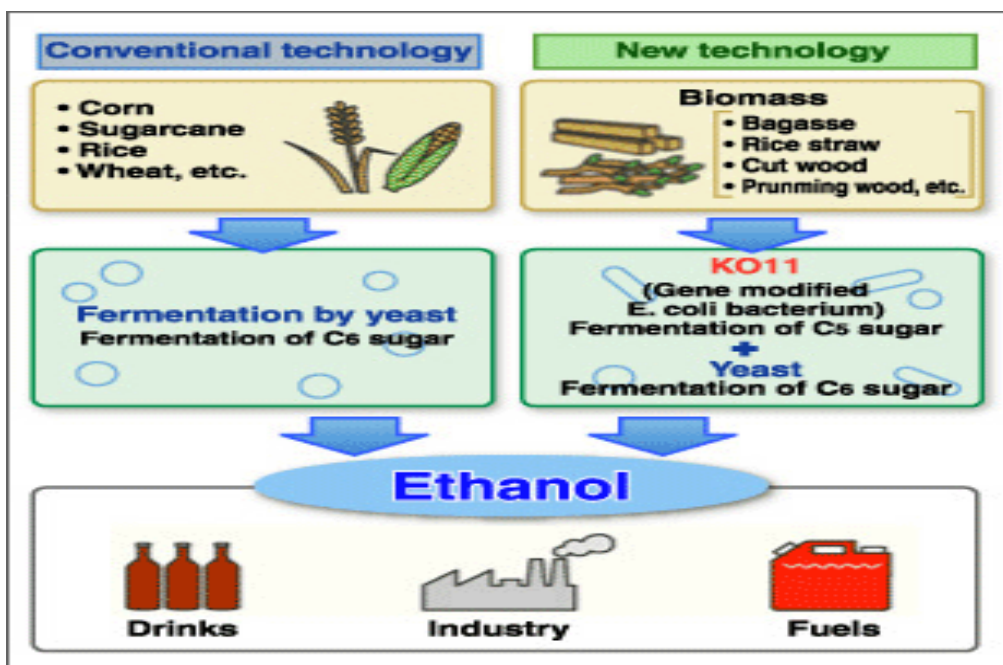 Conventional technology
• Corn
• Sugarcane
• Rice
• Wheat, etc.
Fermentation by yeast
Fermentation of C6 sugar
New technology
Biomass
• Bagasse
• Rice straw
• Cut wood
• Prunming wood, etc.
KO11
(Gene modified
E. coli bacterium)
Fermentation of C5 sugar
+
Yeast
Fermentation of C6 sugar
Ethanol
Drinks
Industry
Fuels